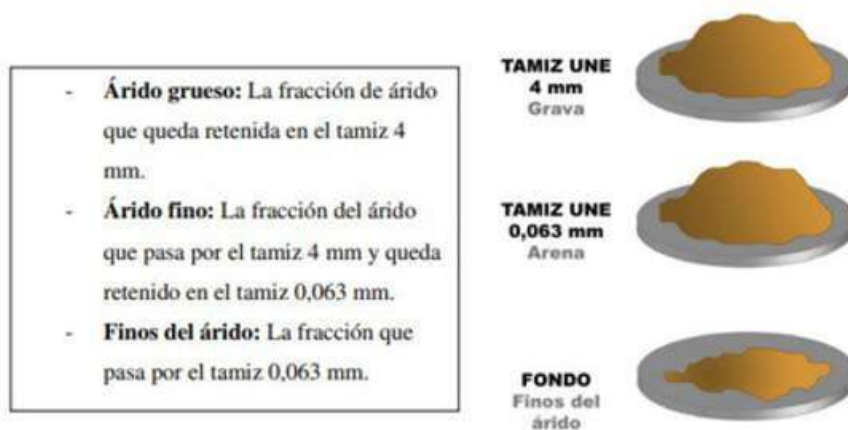 - Árido grueso: La fracción de árido
que queda retenida en el tamiz 4
mm.
- Árido fino: La fracción del árido
que pasa por el tamiz 4 mm y queda
retenido en el tamiz 0,063 mm.
- Finos del árido: La fracción que
pasa por el tamiz 0,063 mm.
TAMIZ UNE
4 mm
Grava
TAMIZ UNE
0,063 mm
Arena
FONDO
Finos del
árido